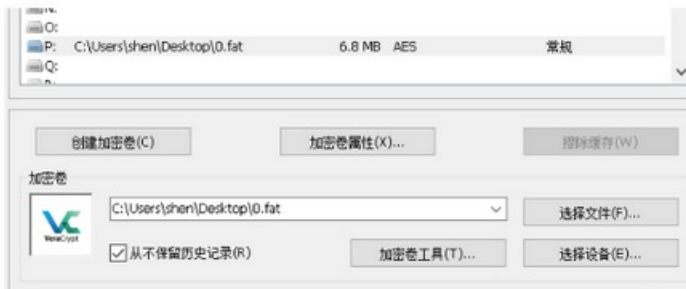 N:
O:
P: C:\Users\shen\Desktop\0.fat 6.8 MB AES 常规
Q:
创建加密卷(C) 加密卷属性(X)... 擦除缓存(W)
加密卷
C:\Users\shen\Desktop\0.fat 选择文件(F)...
VeraCrypt
从不保留历史记录(R) 加密卷工具(T)... 选择设备(E)...